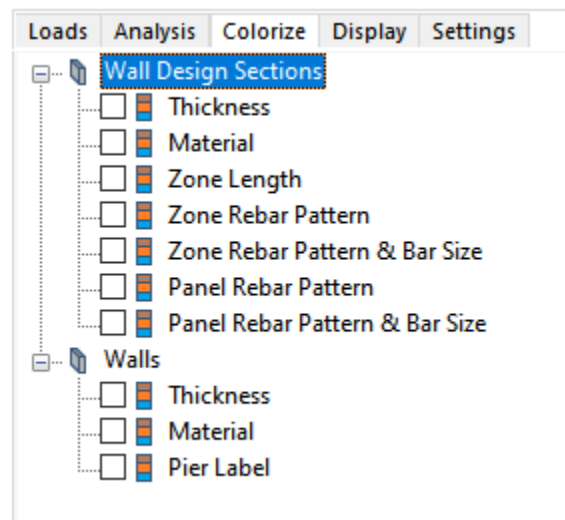 Loads Analysis Colorize Display Settings
Wall Design Sections
Thickness
Material
Zone Length
Zone Rebar Pattern
Zone Rebar Pattern & Bar Size
Panel Rebar Pattern
Panel Rebar Pattern & Bar Size
Walls
Thickness
Material
Pier Label